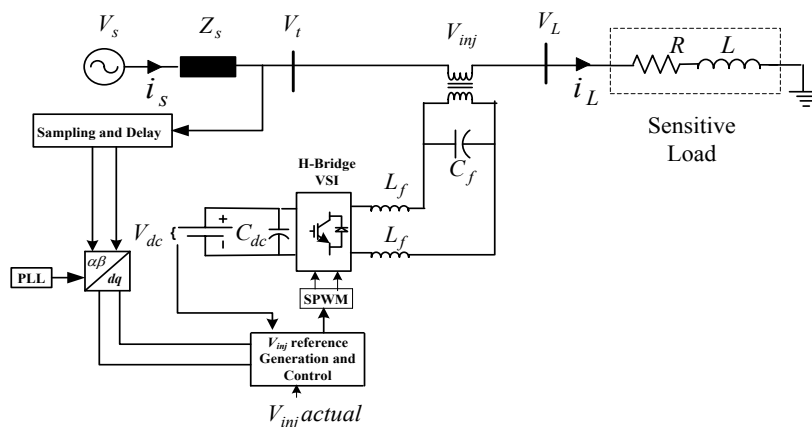 V_s
Z_s
V_t
V_inj
V_L
R
L
i_s
i_L
Sampling and Delay
Sensitive
Load
H-Bridge
VSI
L_f
C_f
V_dc
+
-
C_dc
L_f
αβ
dq
PLL
SPWM
V_inj reference
Generation and
Control
V_inj actual